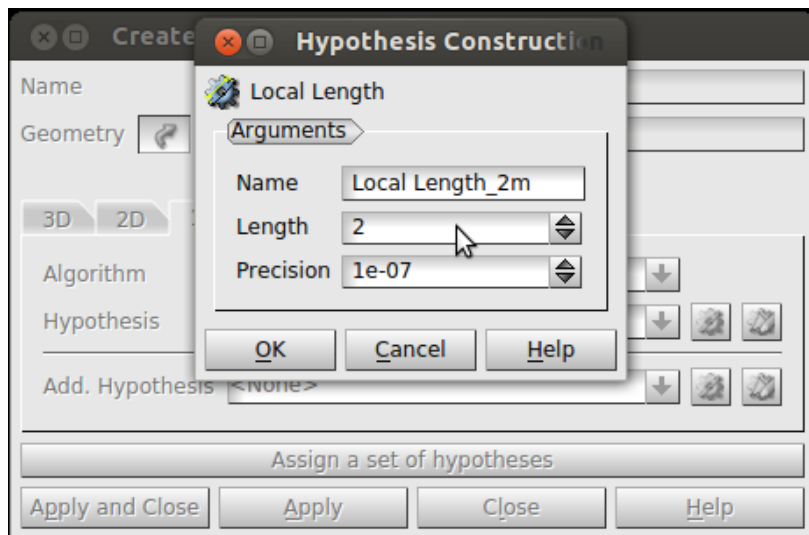 Create
Hypothesis Construction
Name
Local Length
Geometry
Arguments
Name Local Length_2m
3D 2D
Length 2
Algorithm
Precision 1e-07
Hypothesis
OK Cancel Help
Add. Hypothesis <None>
Assign a set of hypotheses
Apply and Close Apply Close Help